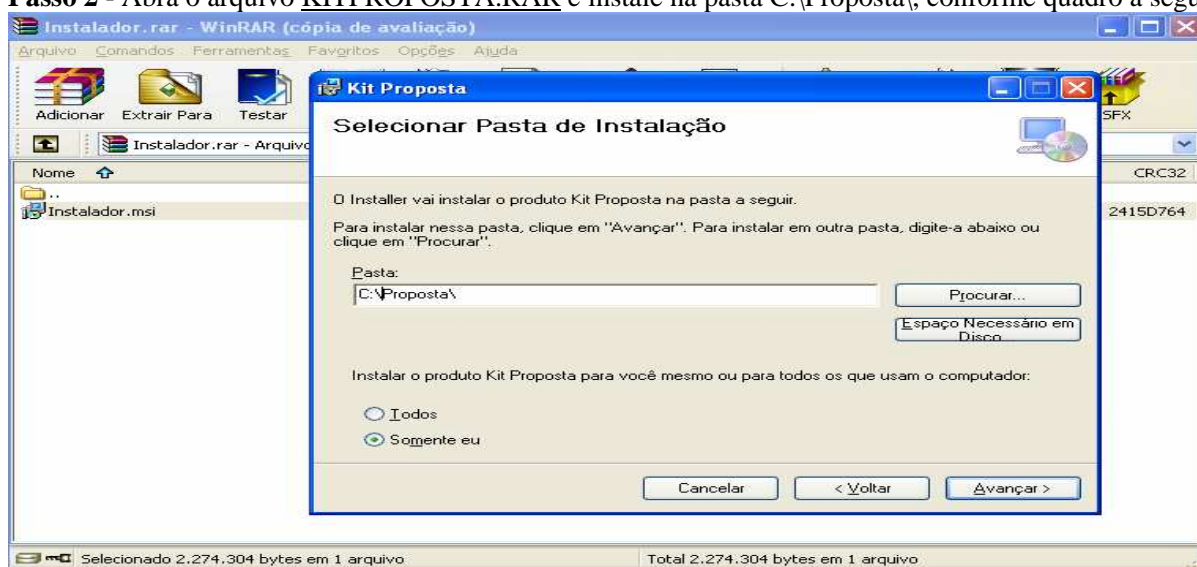 Passo 2 - Abra o arquivo KITPROPOSTA.RAR e instale na pasta C:\Proposta\, conforme quadro a segu
Instalador.rar - WinRAR (cópia de avaliação)
Arquivo Comandos Ferramentas Favoritos Opções Ajuda
Adicionar Extrair Para Testar SFX
Instalador.rar - Arquivo
Nome CRC32
..
Instalador.msi 2415D764
Kit Proposta
Selecionar Pasta de Instalação
O Installer vai instalar o produto Kit Proposta na pasta a seguir.
Para instalar nessa pasta, clique em "Avançar". Para instalar em outra pasta, digite-a abaixo ou
clique em "Procurar".
Pasta:
C:\Proposta\
Procurar...
Espaço Necessário em
Disco...
Instalar o produto Kit Proposta para você mesmo ou para todos os que usam o computador:
Todos
Somente eu
Cancelar < Voltar Avançar >
Selecionado 2.274.304 bytes em 1 arquivo Total 2.274.304 bytes em 1 arquivo